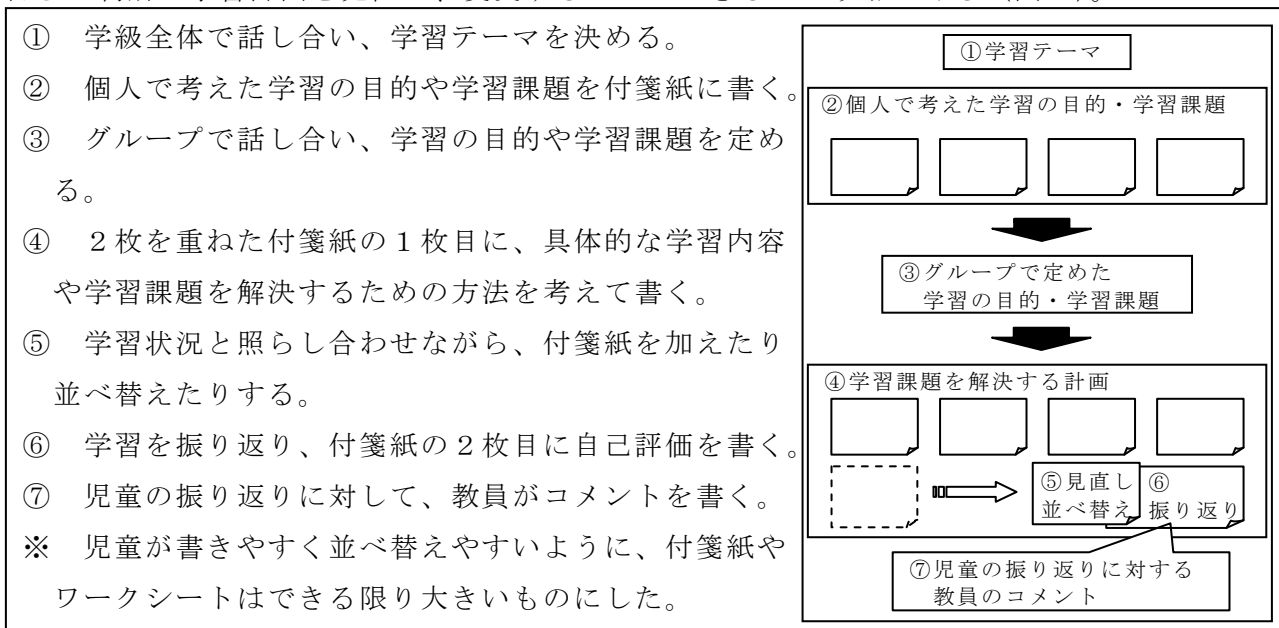 ① 学級全体で話し合い、学習テーマを決める。
② 個人で考えた学習の目的や学習課題を付箋紙に書く。
③ グループで話し合い、学習の目的や学習課題を定め
る。
④ ２枚を重ねた付箋紙の１枚目に、具体的な学習内容
や学習課題を解決するための方法を考えて書く。
⑤ 学習状況と照らし合わせながら、付箋紙を加えたり
並べ替えたりする。
⑥ 学習を振り返り、付箋紙の２枚目に自己評価を書く。
⑦ 児童の振り返りに対して、教員がコメントを書く。
※ 児童が書きやすく並べ替えやすいように、付箋紙や
ワークシートはできる限り大きいものにした。
①学習テーマ
②個人で考えた学習の目的・学習課題
③グループで定めた
学習の目的・学習課題
④学習課題を解決する計画
⑤見直し
並べ替え
⑥
振り返り
⑦児童の振り返りに対する
教員のコメント